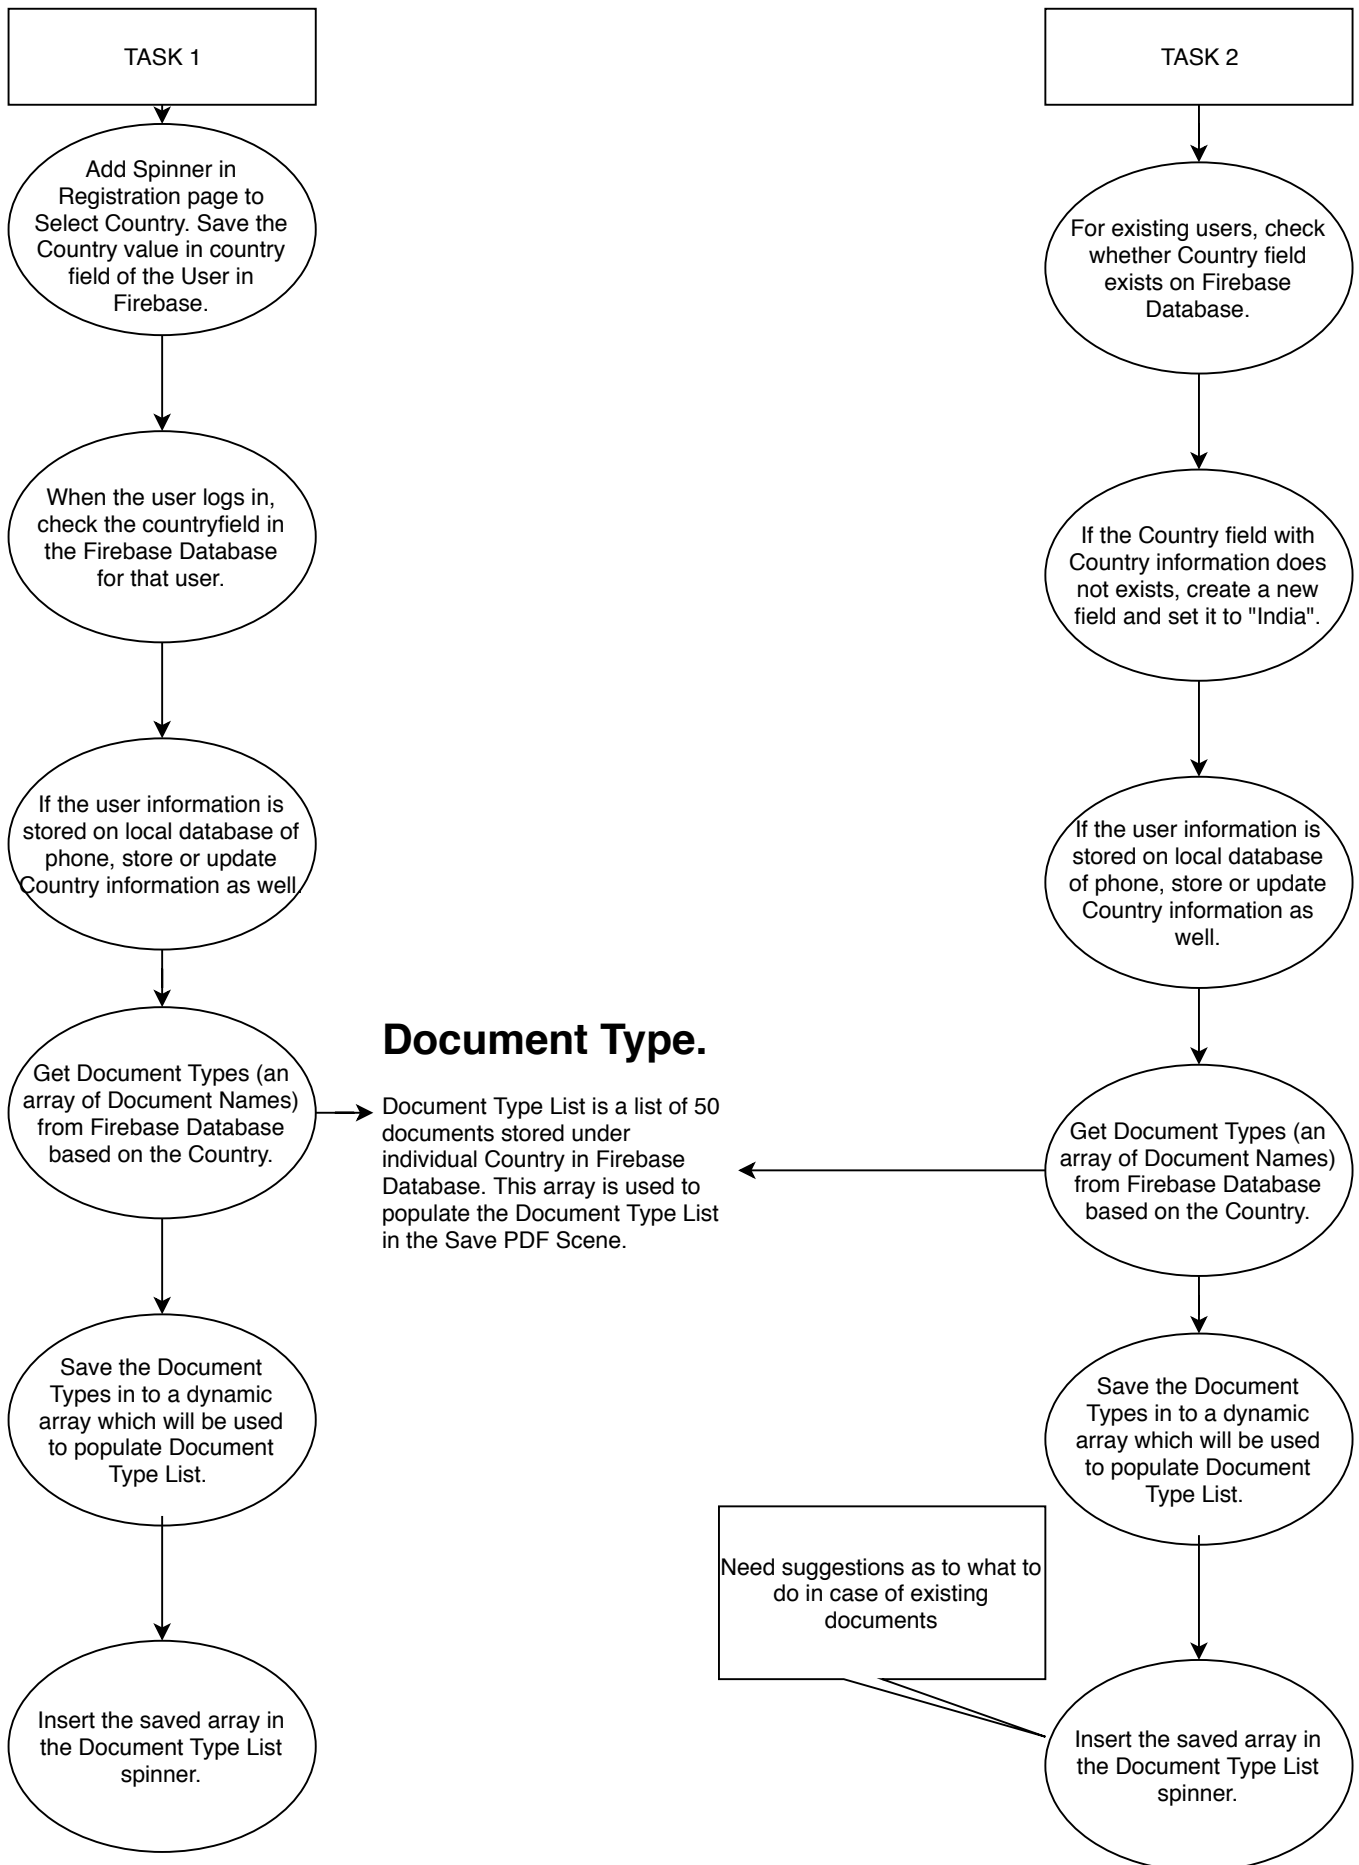 TASK 1
Add Spinner in
Registration page to
Select Country. Save the
Country value in country
field of the User in
Firebase.
When the user logs in,
check the countryfield in
the Firebase Database
for that user.
If the user information is
stored on local database of
phone, store or update
Country information as well.
Get Document Types (an
array of Document Names)
from Firebase Database
based on the Country.
Save the Document
Types in to a dynamic
array which will be used
to populate Document
Type List.
Insert the saved array in
the Document Type List
spinner.
Document Type.
Document Type List is a list of 50
documents stored under
individual Country in Firebase
Database. This array is used to
populate the Document Type List
in the Save PDF Scene.
TASK 2
For existing users, check
whether Country field
exists on Firebase
Database.
If the Country field with
Country information does
not exists, create a new
field and set it to "India".
If the user information is
stored on local database
of phone, store or update
Country information as
well.
Get Document Types (an
array of Document Names)
from Firebase Database
based on the Country.
Save the Document
Types in to a dynamic
array which will be used
to populate Document
Type List.
Need suggestions as to what to
do in case of existing
documents
Insert the saved array in
the Document Type List
spinner.